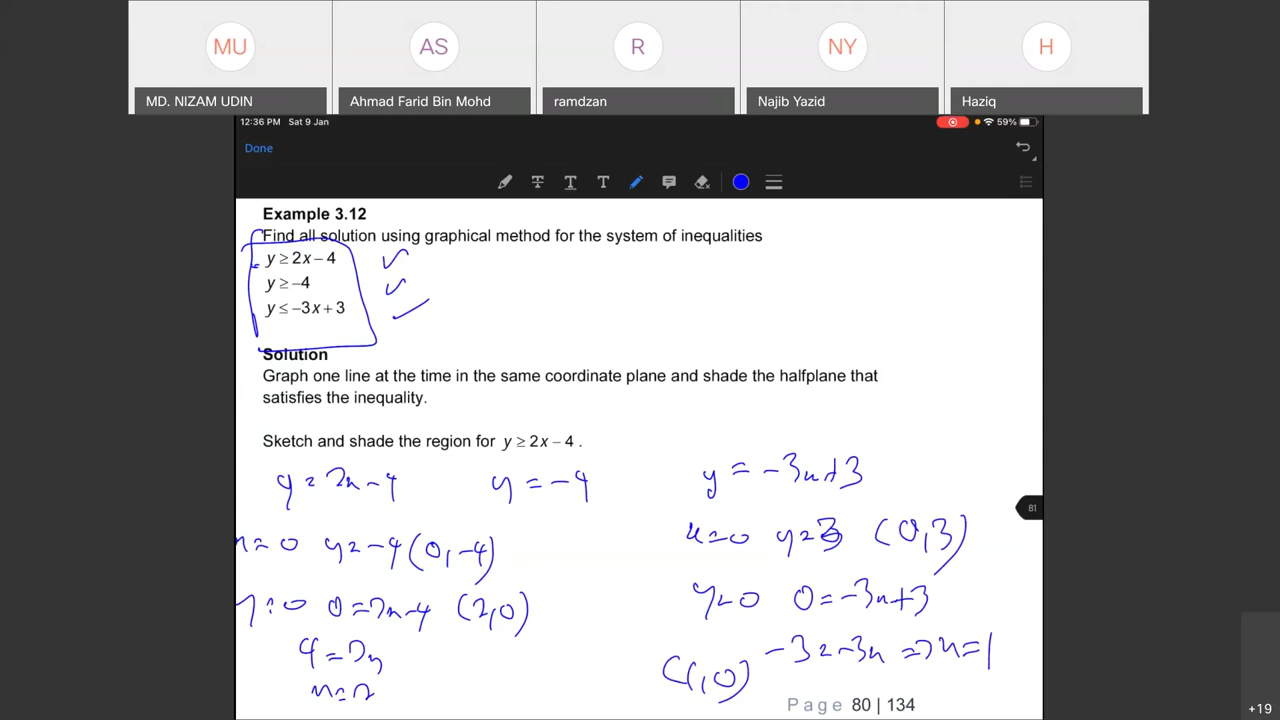 MU AS R NY H
MD. NIZAM UDIN Ahmad Farid Bin Mohd ramdzan Najib Yazid Haziq
12:36 PM Sat 9 Jan 59%
Done
Example 3.12
Find all solution using graphical method for the system of inequalities
y ≥ 2x – 4
y ≥ –4
y ≤ –3x + 3
Solution
Graph one line at the time in the same coordinate plane and shade the halfplane that
satisfies the inequality.
Sketch and shade the region for y ≥ 2x – 4 .
y = 2x – 4 y = –4 y = –3x + 3
81
x = 0 y = –4 (0, –4) x = 0 y = 3 (0, 3)
y = 0 0 = 2x – 4 (2, 0) y = 0 0 = –3x + 3
4 = 2x –3 = –3x => x = 1
x = 2 (1, 0)
Page 80 | 134
+19